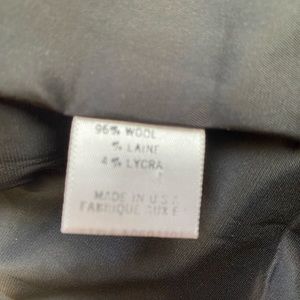 96% WOOL
% LAINE
4% LYCRA
MADE IN U.S.A
FABRIQUE AUX E